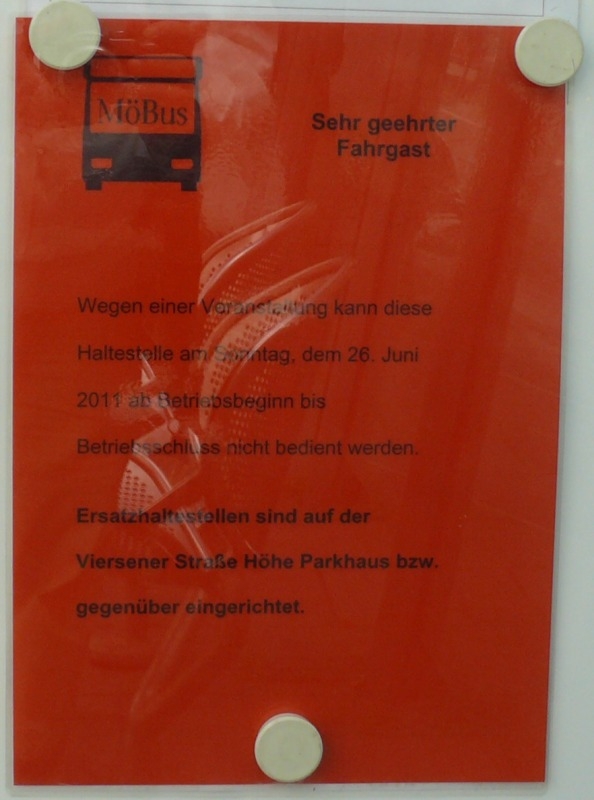 MöBus
Sehr geehrter
Fahrgast
Wegen einer Veranstaltung kann diese
Haltestelle am Sonntag, dem 26. Juni
2011 ab Betriebsbeginn bis
Betriebsschluss nicht bedient werden.
Ersatzhaltestellen sind auf der
Viersener Straße Höhe Parkhaus bzw.
gegenüber eingerichtet.